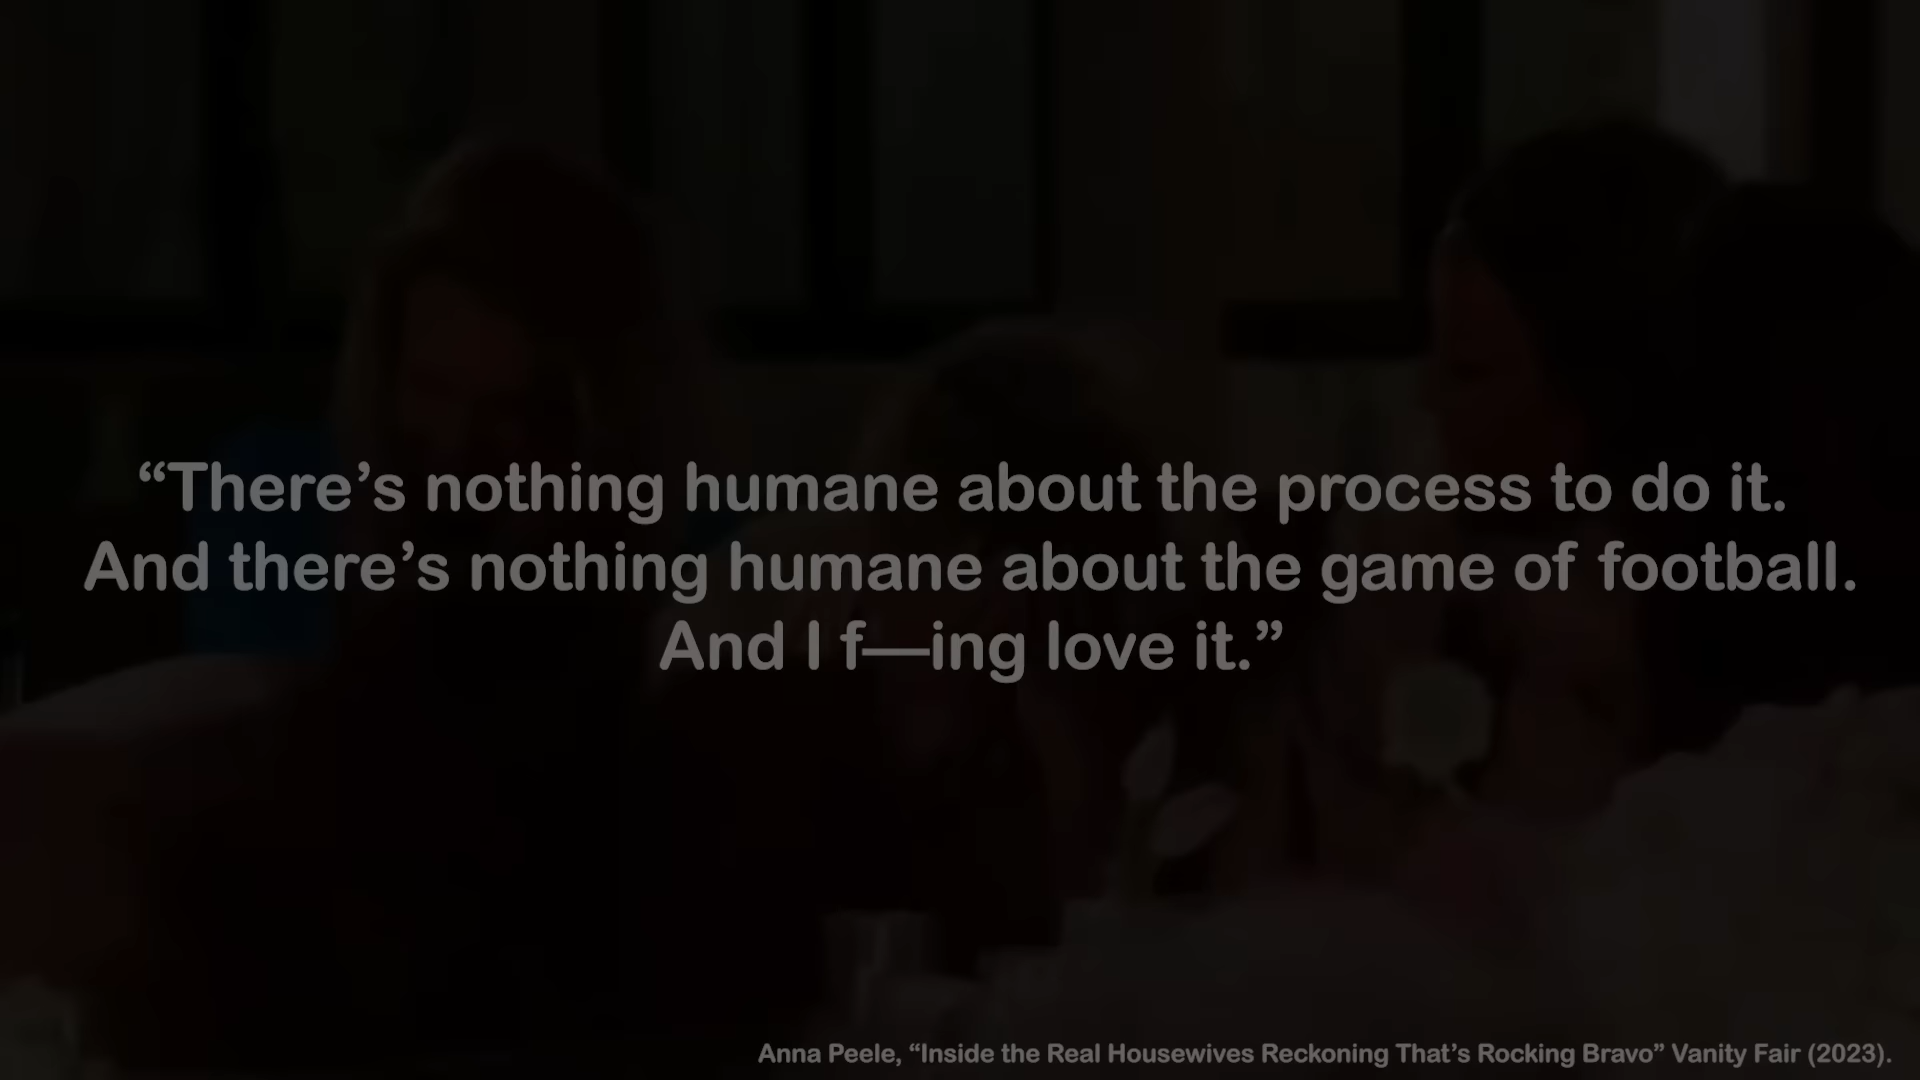 “There’s nothing humane about the process to do it.
And there’s nothing humane about the game of football.
And I f—ing love it.”
Anna Peele, “Inside the Real Housewives Reckoning That’s Rocking Bravo” Vanity Fair (2023).